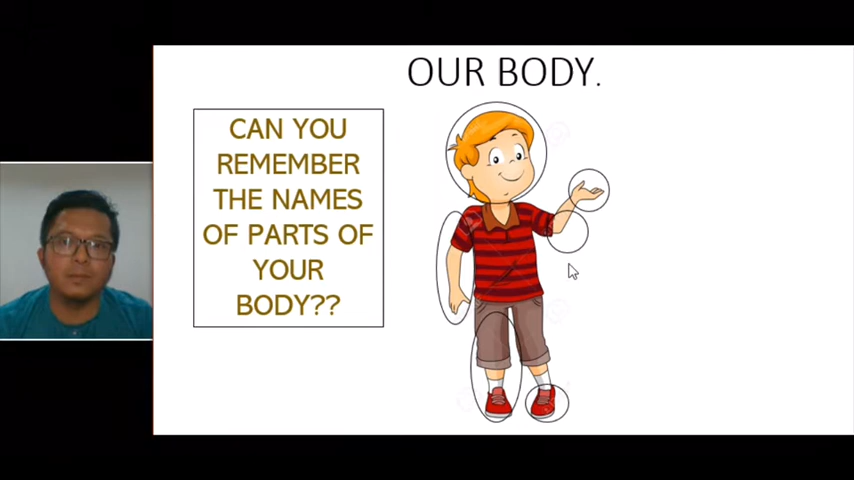 OUR BODY.
CAN YOU
REMEMBER
THE NAMES
OF PARTS OF
YOUR
BODY??